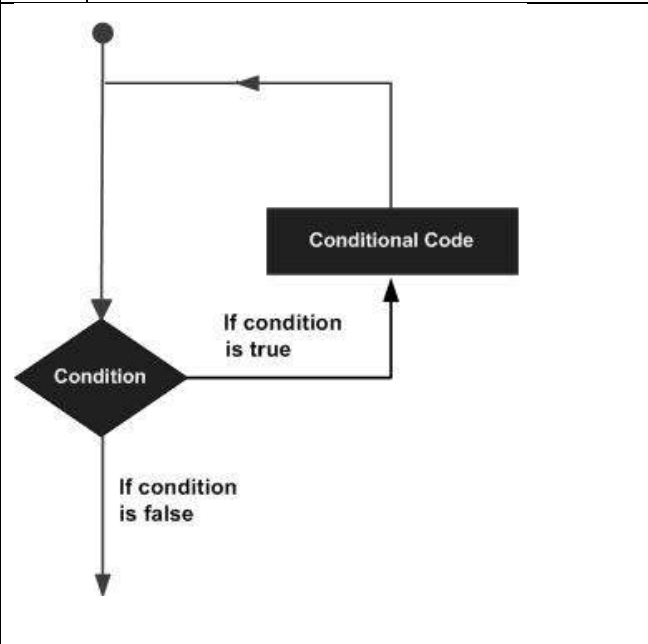 Conditional Code
If condition
is true
Condition
If condition
is false